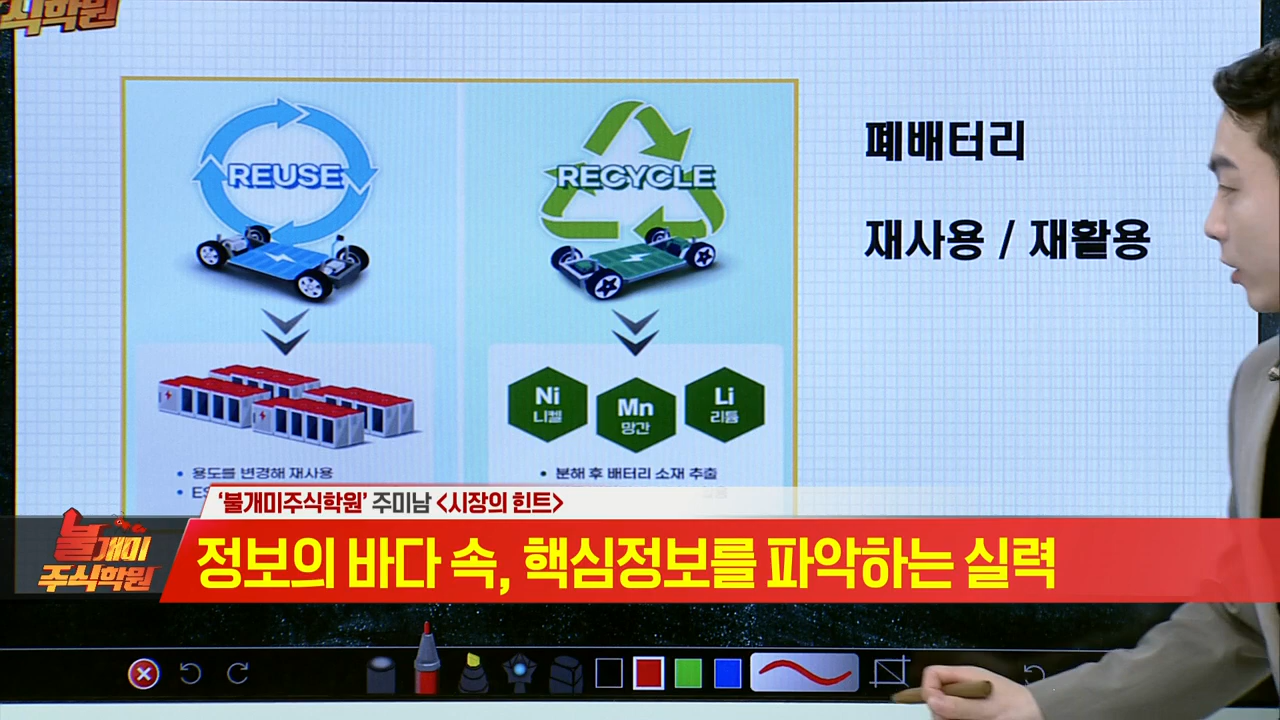 식학원
REUSE
RECYCLE
폐배터리
재사용 / 재활용
Ni
니켈
Mn
망간
Li
리튬
• 용도를 변경해 재사용
• 분해 후 배터리 소재 추출
'불개미주식학원' 주미남 <시장의 힌트>
불개미
주식학원
정보의 바다 속, 핵심정보를 파악하는 실력